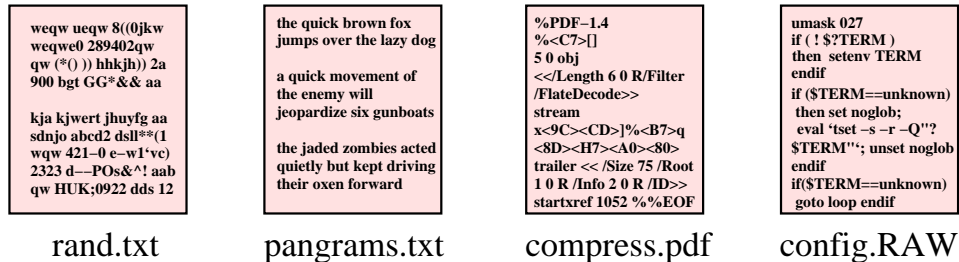 weqw ueqw 8((0jkw
weqwe0 289402qw
qw (*() )) hhkjh)) 2a
900 bgt GG*&& aa
kja kjwert jhuyfg aa
sdnjo abcd2 dsll**(1
wqw 421−0 e−w1‘vc)
2323 d−−POs&^! aab
qw HUK;0922 dds 12
rand.txt
the quick brown fox
jumps over the lazy dog
a quick movement of
the enemy will
jeopardize six gunboats
the jaded zombies acted
quietly but kept driving
their oxen forward
pangrams.txt
%PDF−1.4
%<C7>[]
5 0 obj
<</Length 6 0 R/Filter
/FlateDecode>>
stream
x<9C><CD>]%<B7>q
<8D><H7><A0><80>
trailer << /Size 75 /Root
1 0 R /Info 2 0 R /ID>>
startxref 1052 %%EOF
compress.pdf
umask 027
if ( ! $?TERM )
then setenv TERM
endif
if ($TERM==unknown)
then set noglob;
eval ‘tset −s −r −Q"?
$TERM"‘; unset noglob
endif
if($TERM==unknown)
goto loop endif
config.RAW